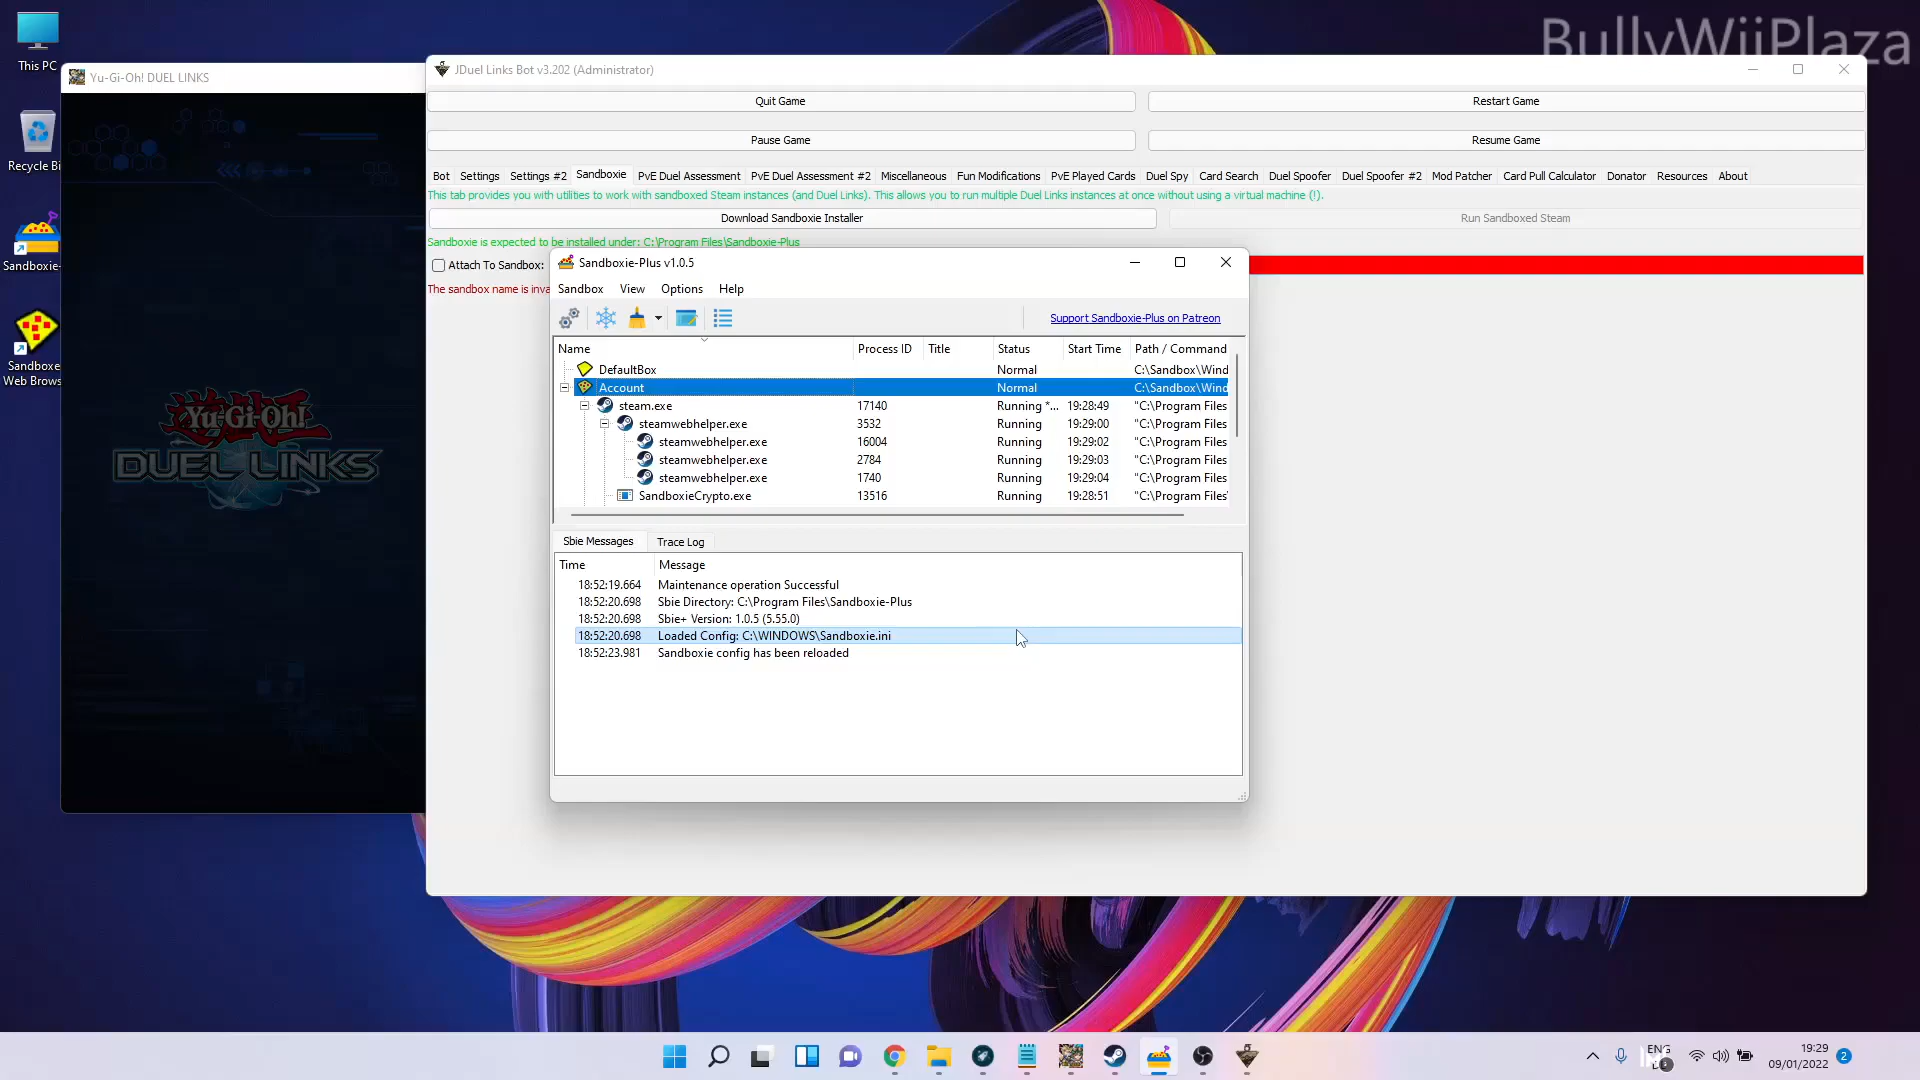 BullyWiiPlaza
This PC
Recycle Bi
Sandboxie-
Sandboxe
Web Brows
Yu-Gi-Oh! DUEL LINKS
Yu-Gi-Oh!
DUEL LINKS
JDuel Links Bot v3.202 (Administrator)
Quit Game
Restart Game
Pause Game
Resume Game
Bot Settings Settings #2 Sandboxie PvE Duel Assessment PvE Duel Assessment #2 Miscellaneous Fun Modifications PvE Played Cards Duel Spy Card Search Duel Spoofer Duel Spoofer #2 Mod Patcher Card Pull Calculator Donator Resources About
This tab provides you with utilities to work with sandboxed Steam instances (and Duel Links). This allows you to run multiple Duel Links instances at once without using a virtual machine (!).
Download Sandboxie Installer
Run Sandboxed Steam
Sandboxie is expected to be installed under: C:\Program Files\Sandboxie-Plus
Attach To Sandbox:
The sandbox name is inva
Sandboxie-Plus v1.0.5
Sandbox View Options Help
Support Sandboxie-Plus on Patreon
Name Process ID Title Status Start Time Path / Command
DefaultBox Normal C:\Sandbox\Wind
Account Normal C:\Sandbox\Wind
steam.exe 17140 Running *... 19:28:49 "C:\Program Files
steamwebhelper.exe 3532 Running 19:29:00 "C:\Program Files
steamwebhelper.exe 16004 Running 19:29:02 "C:\Program Files
steamwebhelper.exe 2784 Running 19:29:03 "C:\Program Files
steamwebhelper.exe 1740 Running 19:29:04 "C:\Program Files
SandboxieCrypto.exe 13516 Running 19:28:51 "C:\Program Files
Sbie Messages Trace Log
Time Message
18:52:19.664 Maintenance operation Successful
18:52:20.698 Sbie Directory: C:\Program Files\Sandboxie-Plus
18:52:20.698 Sbie+ Version: 1.0.5 (5.55.0)
18:52:20.698 Loaded Config: C:\WINDOWS\Sandboxie.ini
18:52:23.981 Sandboxie config has been reloaded
ENG
19:29
09/01/2022
2